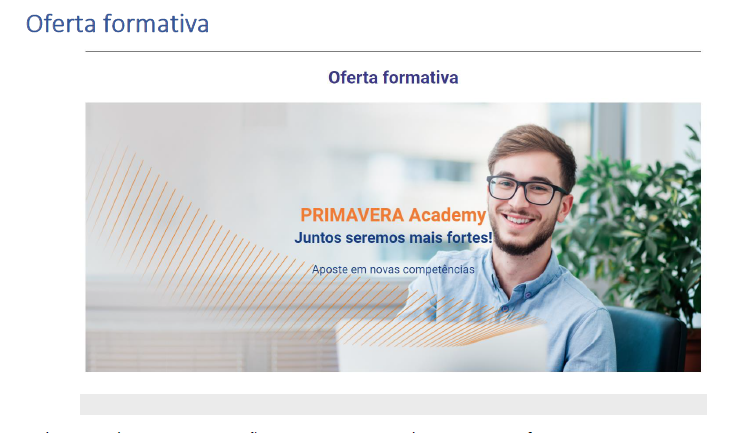 Oferta formativa
Oferta formativa
PRIMAVERA Academy
Juntos seremos mais fortes!
Aposte em novas competências